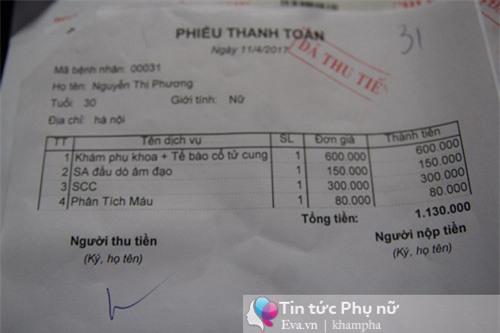 PHIẾU THANH TOÁN
31
Ngày 11/4/2017
ĐÃ THU TIỀN
Mã bệnh nhân: 00031
Họ tên: Nguyễn Thị Phương
Tuổi: 30 Giới tính: Nữ
Địa chỉ: hà nội
TT Tên dịch vụ SL Đơn giá Thành tiền
1 Khám phụ khoa + Tế bào cổ tử cung 1 600.000 600.000
2 SA đầu dò âm đạo 1 150.000 150.000
3 SCC 1 300.000 300.000
4 Phân Tích Máu 1 80.000 80.000
Tổng tiền: 1.130.000
Người thu tiền Người nộp tiền
(Ký, họ tên) (Ký, họ tên)
Tin tức Phụ nữ
Eva.vn | khampha